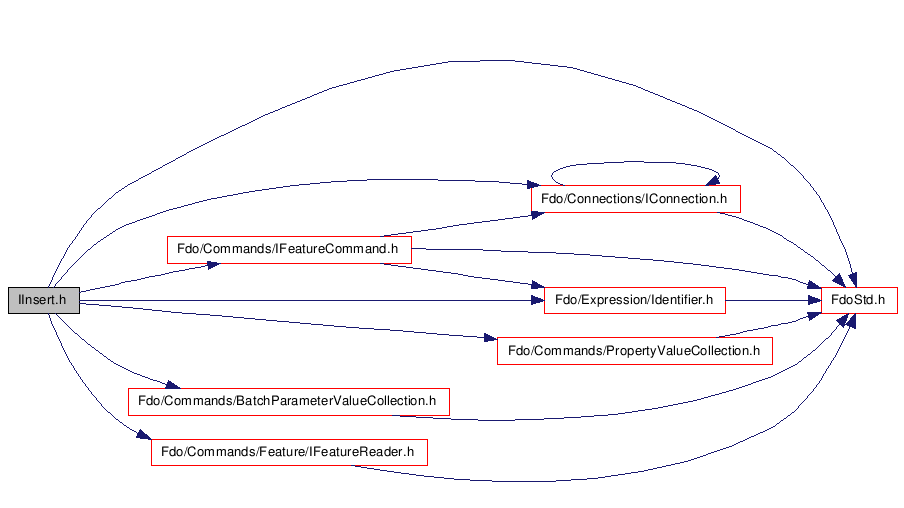 Fdo/Connections/IConnection.h
Fdo/Commands/IFeatureCommand.h
IInsert.h
Fdo/Expression/Identifier.h
FdoStd.h
Fdo/Commands/PropertyValueCollection.h
Fdo/Commands/BatchParameterValueCollection.h
Fdo/Commands/Feature/IFeatureReader.h